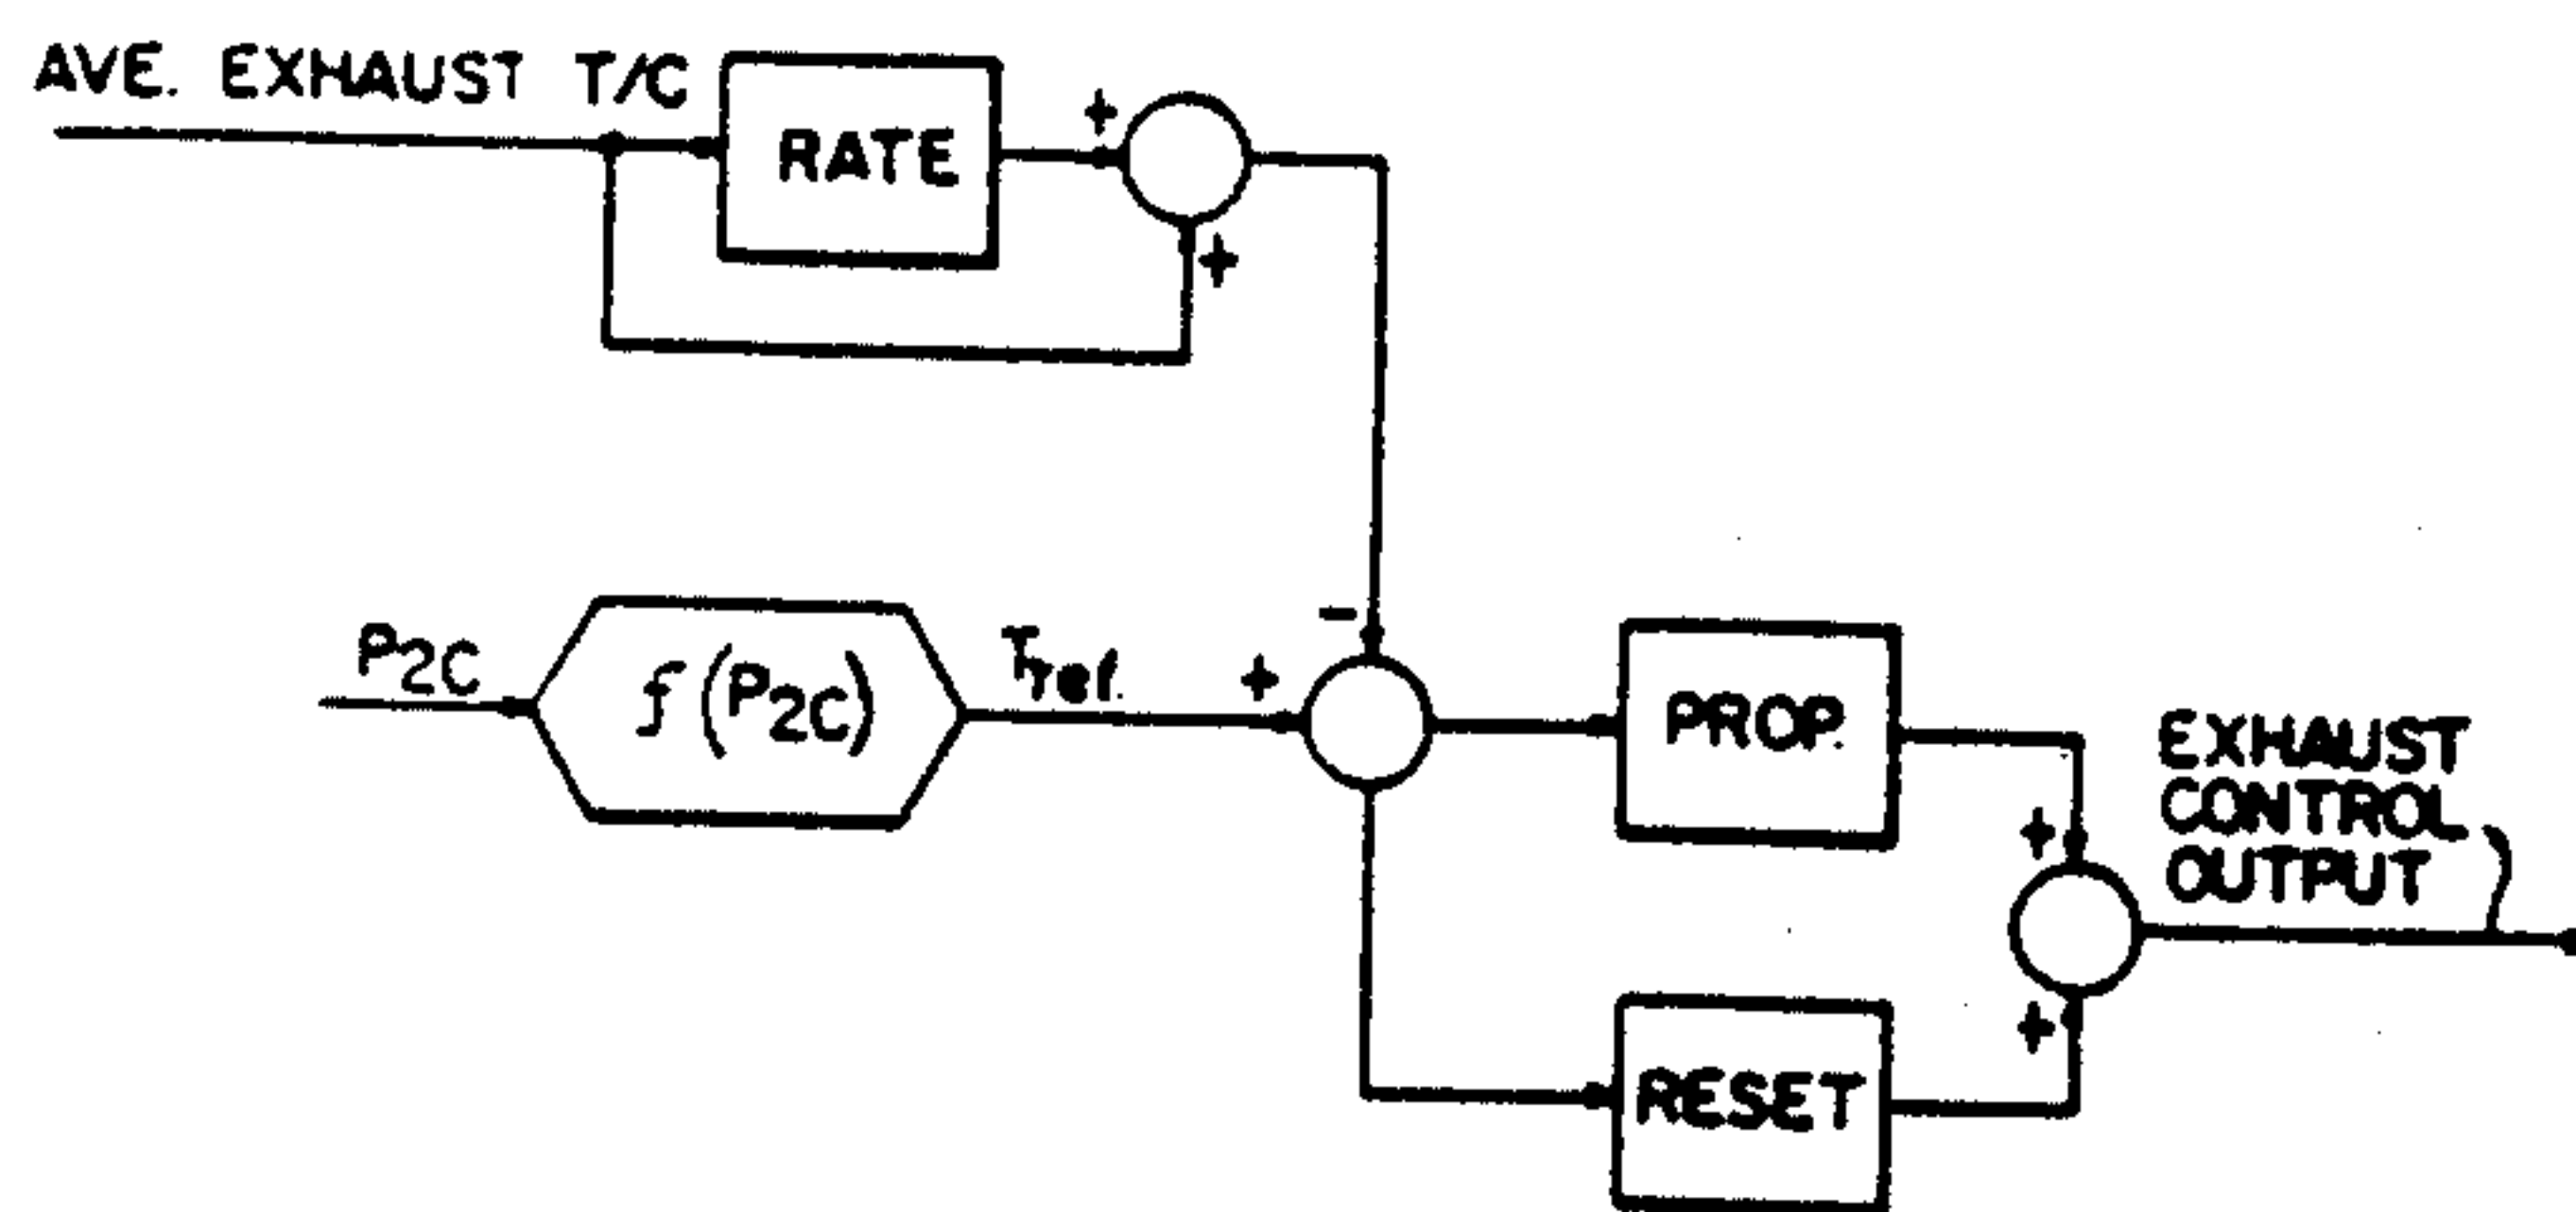 AVE. EXHAUST T/C
RATE
+
+
-
P2C
f(P2C)
Tref.
+
PROP.
EXHAUST
CONTROL
OUTPUT
+
+
RESET